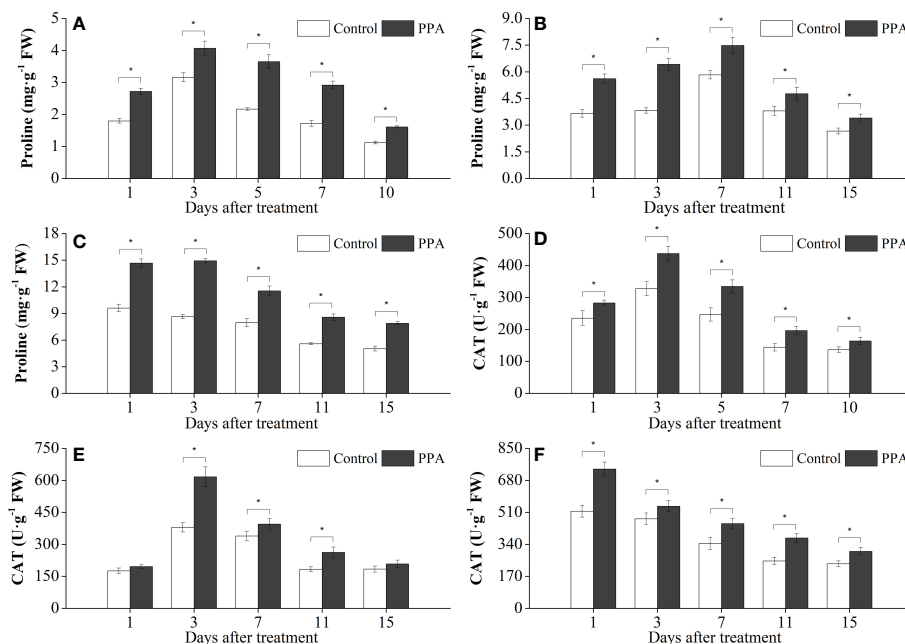 A
Control PPA
Proline (mg·g-1 FW)
5
4
3
2
1
0
* * * * *
1 3 5 7 10
Days after treatment
B
Control PPA
Proline (mg·g-1 FW)
9.0
7.5
6.0
4.5
3.0
1.5
0.0
* * * * *
1 3 7 11 15
Days after treatment
C
Control PPA
Proline (mg·g-1 FW)
18
15
12
9
6
3
0
* * * * *
1 3 7 11 15
Days after treatment
D
Control PPA
CAT (U·g-1 FW)
500
400
300
200
100
0
* * * * *
1 3 5 7 10
Days after treatment
E
Control PPA
CAT (U·g-1 FW)
750
600
450
300
150
0
* * *
1 3 7 11 15
Days after treatment
F
Control PPA
CAT (U·g-1 FW)
850
680
510
340
170
0
* * * * *
1 3 7 11 15
Days after treatment